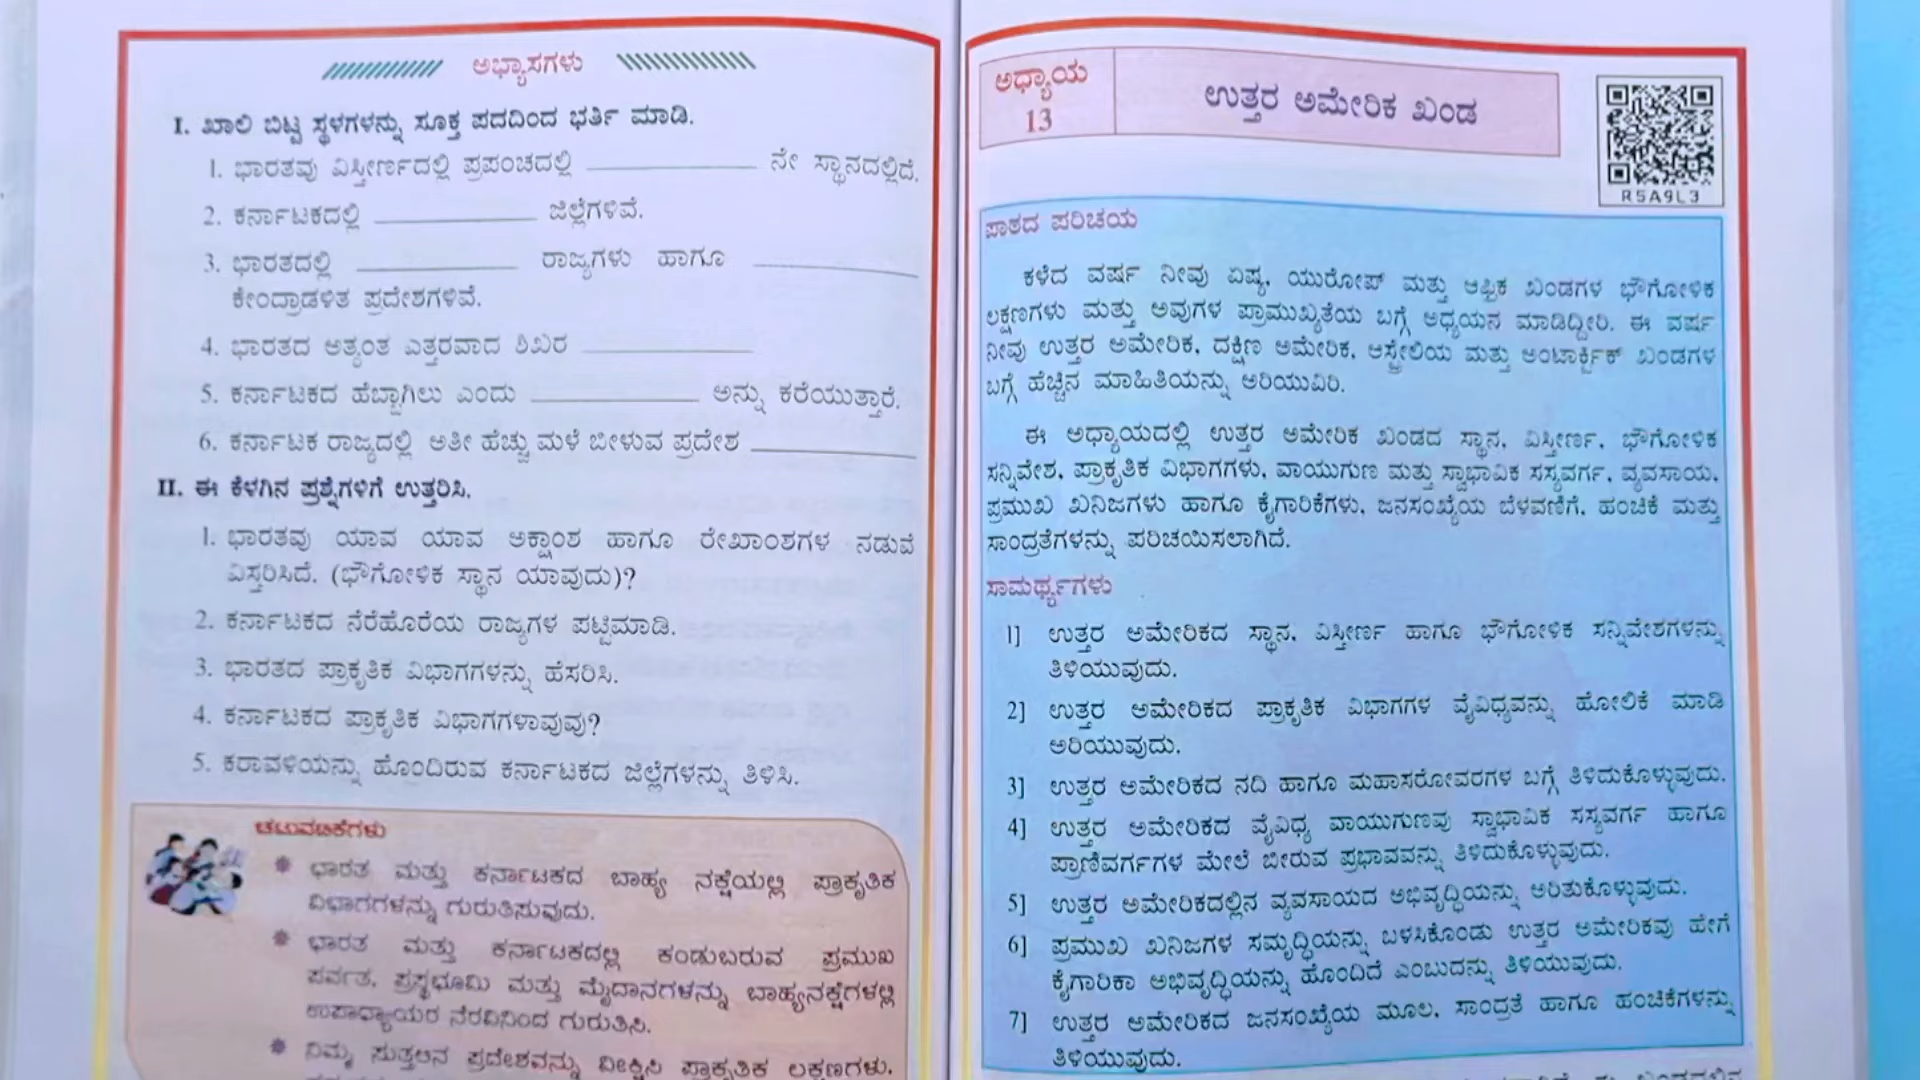 ಅಭ್ಯಾಸಗಳು
I. ಖಾಲಿ ಬಿಟ್ಟ ಸ್ಥಳಗಳನ್ನು ಸೂಕ್ತ ಪದದಿಂದ ಭರ್ತಿ ಮಾಡಿ.
1. ಭಾರತವು ವಿಸ್ತೀರ್ಣದಲ್ಲಿ ಪ್ರಪಂಚದಲ್ಲಿ ____________ ನೇ ಸ್ಥಾನದಲ್ಲಿದೆ.
2. ಕರ್ನಾಟಕದಲ್ಲಿ ____________ ಜಿಲ್ಲೆಗಳಿವೆ.
3. ಭಾರತದಲ್ಲಿ ____________ ರಾಜ್ಯಗಳು ಹಾಗೂ ____________
ಕೇಂದ್ರಾಡಳಿತ ಪ್ರದೇಶಗಳಿವೆ.
4. ಭಾರತದ ಅತ್ಯಂತ ಎತ್ತರವಾದ ಶಿಖರ ____________
5. ಕರ್ನಾಟಕದ ಹೆಬ್ಬಾಗಿಲು ಎಂದು ____________ ಅನ್ನು ಕರೆಯುತ್ತಾರೆ.
6. ಕರ್ನಾಟಕ ರಾಜ್ಯದಲ್ಲಿ ಅತೀ ಹೆಚ್ಚು ಮಳೆ ಬೀಳುವ ಪ್ರದೇಶ ____________
II. ಈ ಕೆಳಗಿನ ಪ್ರಶ್ನೆಗಳಿಗೆ ಉತ್ತರಿಸಿ.
1. ಭಾರತವು ಯಾವ ಯಾವ ಅಕ್ಷಾಂಶ ಹಾಗೂ ರೇಖಾಂಶಗಳ ನಡುವೆ
ವಿಸ್ತರಿಸಿದೆ. (ಭೌಗೋಳಿಕ ಸ್ಥಾನ ಯಾವುದು)?
2. ಕರ್ನಾಟಕದ ನೆರೆಹೊರೆಯ ರಾಜ್ಯಗಳ ಪಟ್ಟಿಮಾಡಿ.
3. ಭಾರತದ ಪ್ರಾಕೃತಿಕ ವಿಭಾಗಗಳನ್ನು ಹೆಸರಿಸಿ.
4. ಕರ್ನಾಟಕದ ಪ್ರಾಕೃತಿಕ ವಿಭಾಗಗಳಾವುವು?
5. ಕರಾವಳಿಯನ್ನು ಹೊಂದಿರುವ ಕರ್ನಾಟಕದ ಜಿಲ್ಲೆಗಳನ್ನು ತಿಳಿಸಿ.
ಚಟುವಟಿಕೆಗಳು
ಭಾರತ ಮತ್ತು ಕರ್ನಾಟಕದ ಬಾಹ್ಯ ನಕ್ಷೆಯಲ್ಲಿ ಪ್ರಾಕೃತಿಕ
ವಿಭಾಗಗಳನ್ನು ಗುರುತಿಸುವುದು.
ಭಾರತ ಮತ್ತು ಕರ್ನಾಟಕದಲ್ಲಿ ಕಂಡುಬರುವ ಪ್ರಮುಖ
ಪರ್ವತ, ಪ್ರಸ್ಥಭೂಮಿ ಮತ್ತು ಮೈದಾನಗಳನ್ನು ಬಾಹ್ಯನಕ್ಷೆಗಳಲ್ಲಿ
ಉಪಾಧ್ಯಾಯರ ನೆರವಿನಿಂದ ಗುರುತಿಸಿ.
ನಿಮ್ಮ ಸುತ್ತಲಿನ ಪ್ರದೇಶವನ್ನು ವೀಕ್ಷಿಸಿ ಪ್ರಾಕೃತಿಕ ಲಕ್ಷಣಗಳು,
ಅಧ್ಯಾಯ
13
ಉತ್ತರ ಅಮೇರಿಕ ಖಂಡ
R5A9L3
ಪಾಠದ ಪರಿಚಯ
ಕಳೆದ ವರ್ಷ ನೀವು ಏಷ್ಯ, ಯುರೋಪ್ ಮತ್ತು ಆಫ್ರಿಕ ಖಂಡಗಳ ಭೌಗೋಳಿಕ
ಲಕ್ಷಣಗಳು ಮತ್ತು ಅವುಗಳ ಪ್ರಾಮುಖ್ಯತೆಯ ಬಗ್ಗೆ ಅಧ್ಯಯನ ಮಾಡಿದ್ದೀರಿ. ಈ ವರ್ಷ
ನೀವು ಉತ್ತರ ಅಮೇರಿಕ, ದಕ್ಷಿಣ ಅಮೇರಿಕ, ಆಸ್ಟ್ರೇಲಿಯ ಮತ್ತು ಅಂಟಾರ್ಕ್ಟಿಕ್ ಖಂಡಗಳ
ಬಗ್ಗೆ ಹೆಚ್ಚಿನ ಮಾಹಿತಿಯನ್ನು ಅರಿಯುವಿರಿ.
ಈ ಅಧ್ಯಾಯದಲ್ಲಿ ಉತ್ತರ ಅಮೇರಿಕ ಖಂಡದ ಸ್ಥಾನ, ವಿಸ್ತೀರ್ಣ, ಭೌಗೋಳಿಕ
ಸನ್ನಿವೇಶ, ಪ್ರಾಕೃತಿಕ ವಿಭಾಗಗಳು, ವಾಯುಗುಣ ಮತ್ತು ಸ್ವಾಭಾವಿಕ ಸಸ್ಯವರ್ಗ, ವ್ಯವಸಾಯ,
ಪ್ರಮುಖ ಖನಿಜಗಳು ಹಾಗೂ ಕೈಗಾರಿಕೆಗಳು, ಜನಸಂಖ್ಯೆಯ ಬೆಳವಣಿಗೆ, ಹಂಚಿಕೆ ಮತ್ತು
ಸಾಂದ್ರತೆಗಳನ್ನು ಪರಿಚಯಿಸಲಾಗಿದೆ.
ಸಾಮರ್ಥ್ಯಗಳು
1] ಉತ್ತರ ಅಮೇರಿಕದ ಸ್ಥಾನ, ವಿಸ್ತೀರ್ಣ ಹಾಗೂ ಭೌಗೋಳಿಕ ಸನ್ನಿವೇಶಗಳನ್ನು
ತಿಳಿಯುವುದು.
2] ಉತ್ತರ ಅಮೇರಿಕದ ಪ್ರಾಕೃತಿಕ ವಿಭಾಗಗಳ ವೈವಿಧ್ಯವನ್ನು ಹೋಲಿಕೆ ಮಾಡಿ
ಅರಿಯುವುದು.
3] ಉತ್ತರ ಅಮೇರಿಕದ ನದಿ ಹಾಗೂ ಮಹಾಸರೋವರಗಳ ಬಗ್ಗೆ ತಿಳಿದುಕೊಳ್ಳುವುದು.
4] ಉತ್ತರ ಅಮೇರಿಕದ ವೈವಿಧ್ಯ ವಾಯುಗುಣವು ಸ್ವಾಭಾವಿಕ ಸಸ್ಯವರ್ಗ ಹಾಗೂ
ಪ್ರಾಣಿವರ್ಗಗಳ ಮೇಲೆ ಬೀರುವ ಪ್ರಭಾವವನ್ನು ತಿಳಿದುಕೊಳ್ಳುವುದು.
5] ಉತ್ತರ ಅಮೇರಿಕದಲ್ಲಿನ ವ್ಯವಸಾಯದ ಅಭಿವೃದ್ಧಿಯನ್ನು ಅರಿತುಕೊಳ್ಳುವುದು.
6] ಪ್ರಮುಖ ಖನಿಜಗಳ ಸಮೃದ್ಧಿಯನ್ನು ಬಳಸಿಕೊಂಡು ಉತ್ತರ ಅಮೇರಿಕವು ಹೇಗೆ
ಕೈಗಾರಿಕಾ ಅಭಿವೃದ್ಧಿಯನ್ನು ಹೊಂದಿದೆ ಎಂಬುದನ್ನು ತಿಳಿಯುವುದು.
7] ಉತ್ತರ ಅಮೇರಿಕದ ಜನಸಂಖ್ಯೆಯ ಮೂಲ, ಸಾಂದ್ರತೆ ಹಾಗೂ ಹಂಚಿಕೆಗಳನ್ನು
ತಿಳಿಯುವುದು.